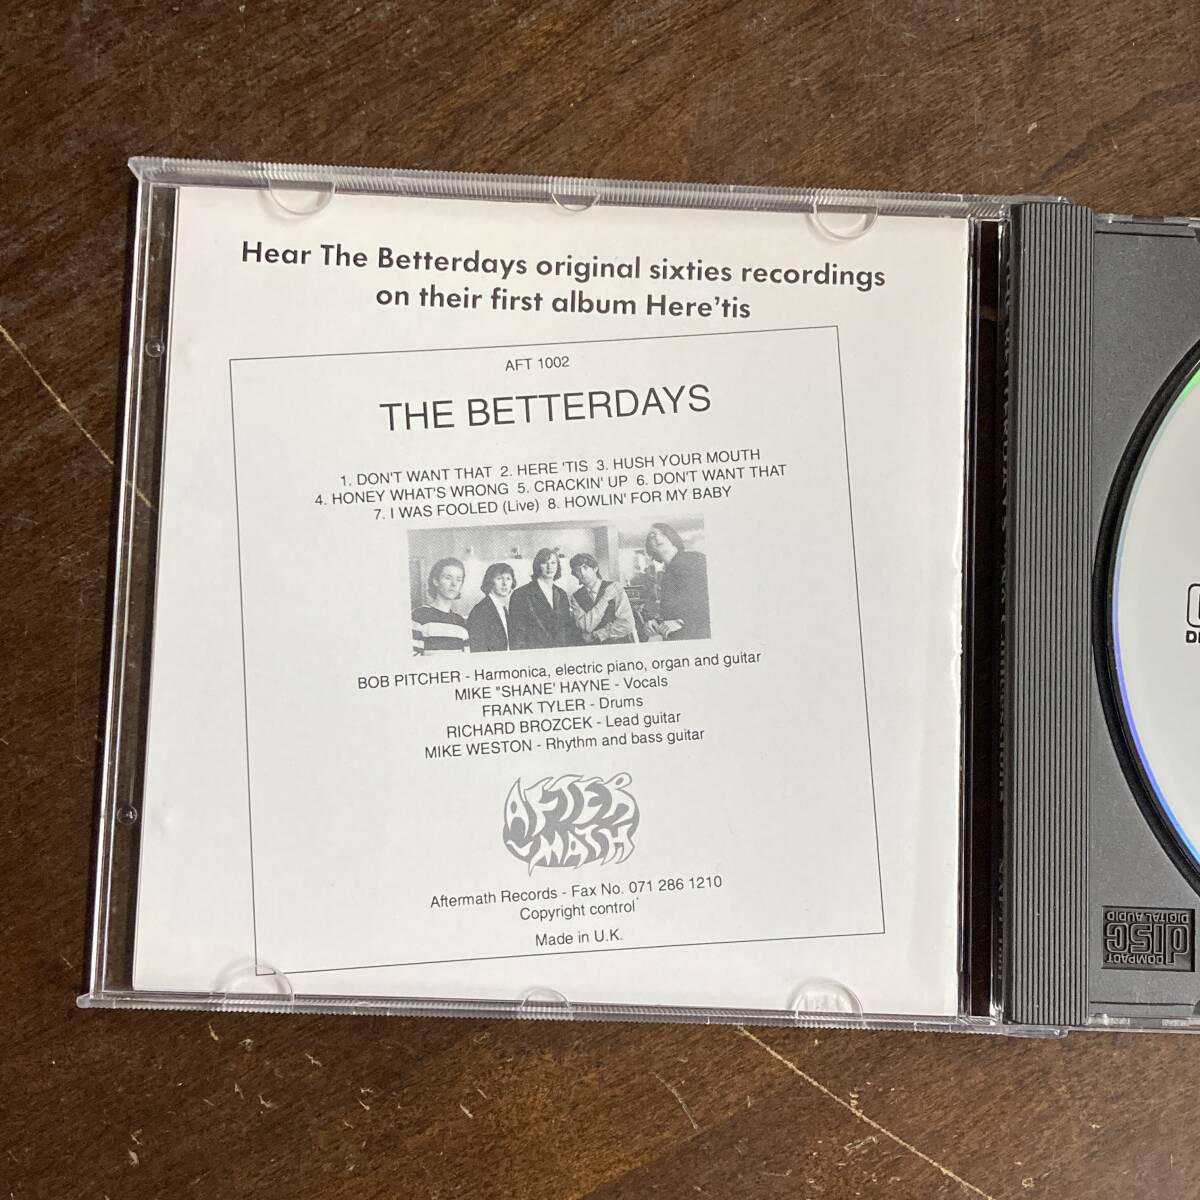 Hear The Betterdays original sixties recordings
on their first album Here'tis
AFT 1002
THE BETTERDAYS
1. DON'T WANT THAT 2. HERE 'TIS 3. HUSH YOUR MOUTH
4. HONEY WHAT'S WRONG 5. CRACKIN' UP 6. DON'T WANT THAT
7. I WAS FOOLED (Live) 8. HOWLIN' FOR MY BABY
BOB PITCHER - Harmonica, electric piano, organ and guitar
MIKE "SHANE' HAYNE - Vocals
FRANK TYLER - Drums
RICHARD BROZCEK - Lead guitar
MIKE WESTON - Rhythm and bass guitar
AFTER
MATH
Aftermath Records - Fax No. 071 286 1210
Copyright control
Made in U.K.
COMPACT
disc
DIGITAL AUDIO